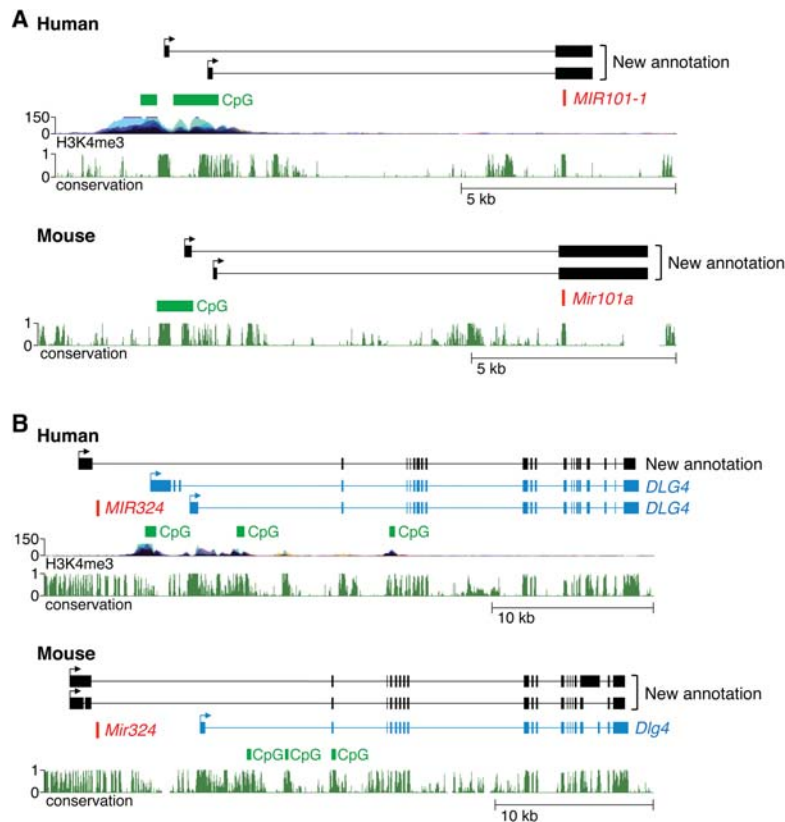 A
Human
New annotation
CpG
MIR101-1
150
0
H3K4me3
1
0
conservation
5 kb
Mouse
New annotation
CpG
Mir101a
1
0
conservation
5 kb
B
Human
New annotation
DLG4
MIR324
DLG4
CpG CpG CpG
150
0
H3K4me3
1
0
conservation
10 kb
Mouse
New annotation
Mir324
Dlg4
CpG CpG CpG
1
0
conservation
10 kb